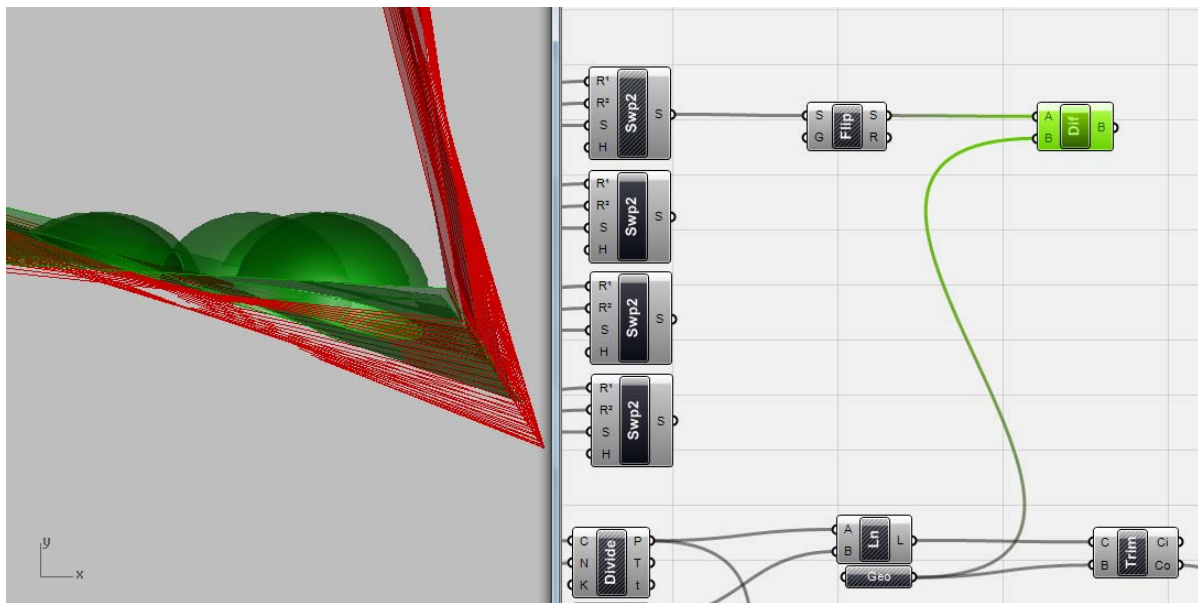 y
x
R¹
R²
S
H
Swp2
S
R¹
R²
S
H
Swp2
S
R¹
R²
S
H
Swp2
S
R¹
R²
S
H
Swp2
S
S
G
Flip
S
R
A
B
Dif
B
C
N
K
Divide
P
T
t
A
B
Ln
L
Geo
C
B
Trim
Ci
Co